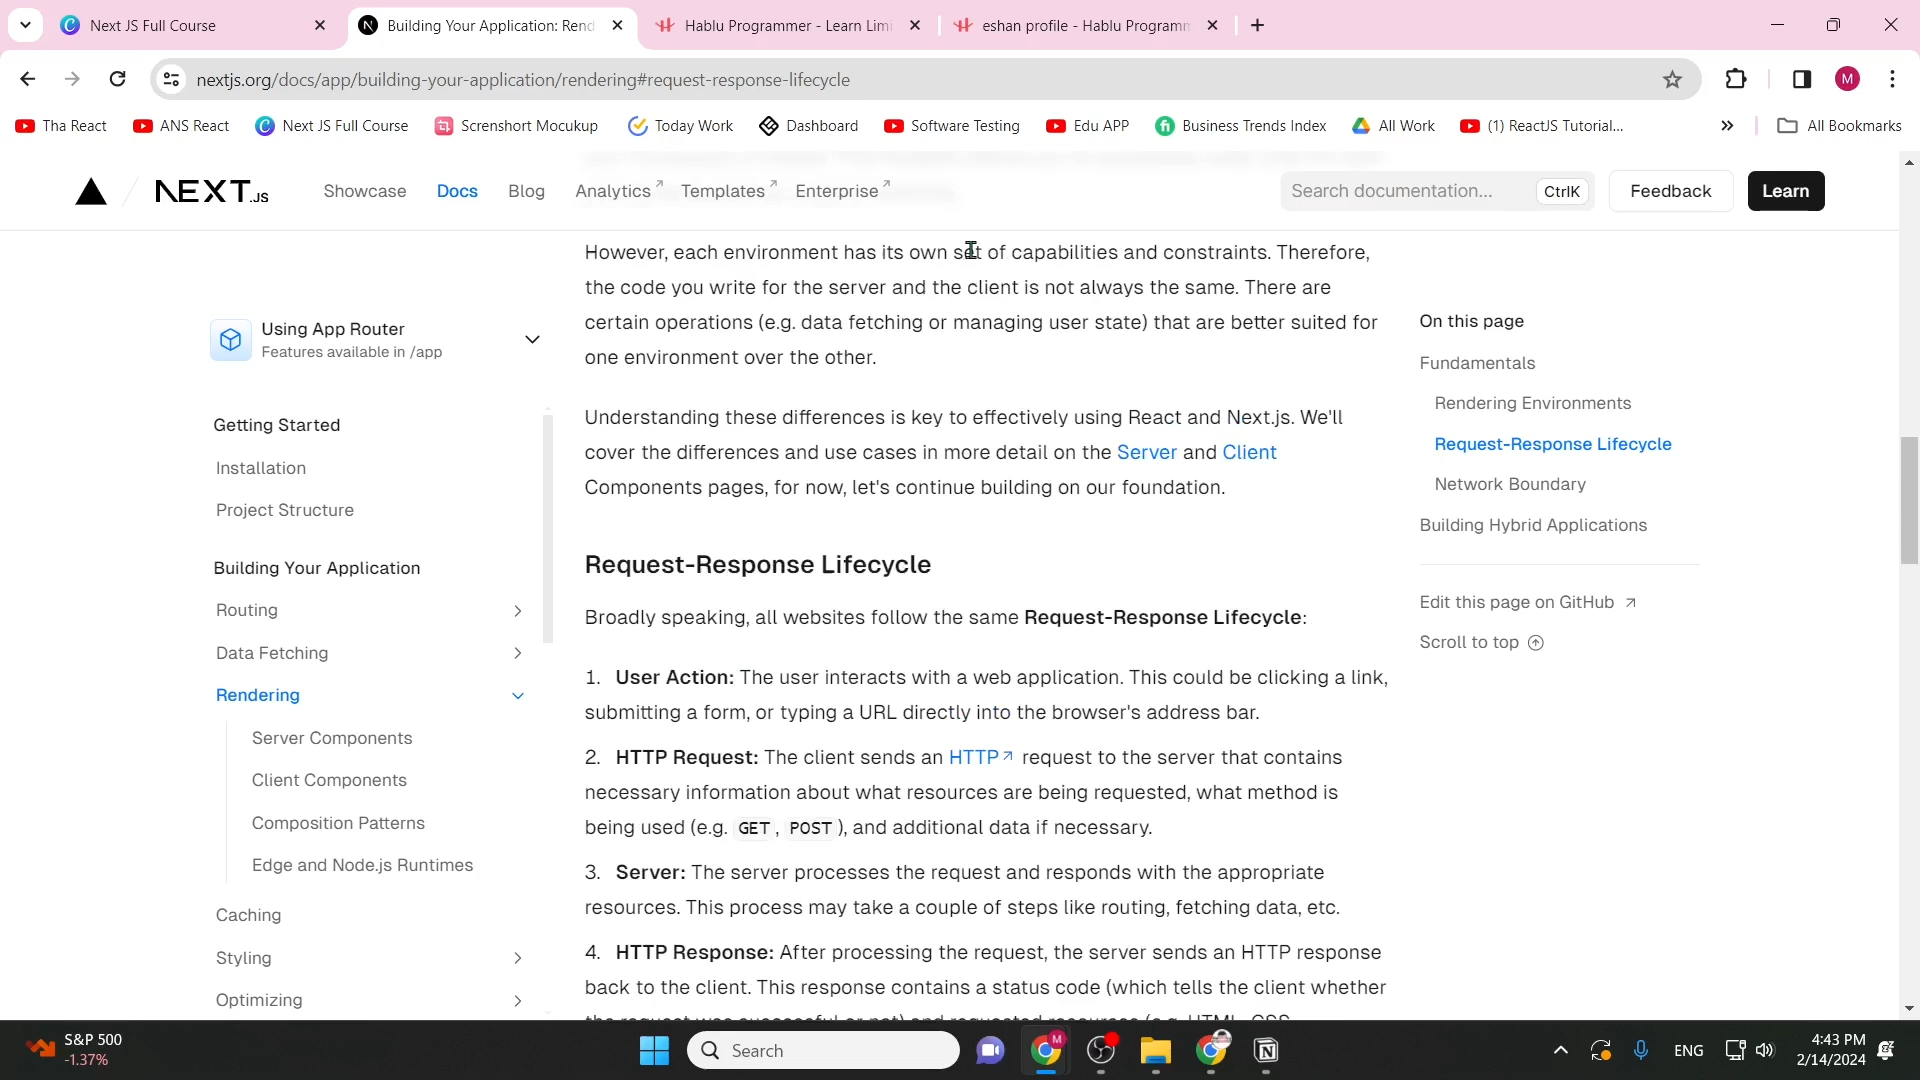 Next JS Full Course
Building Your Application: Rend
Hablu Programmer - Learn Lim
eshan profile - Hablu Programm
nextjs.org/docs/app/building-your-application/rendering#request-response-lifecycle
M
Tha React
ANS React
Next JS Full Course
Screnshort Mocukup
Today Work
Dashboard
Software Testing
Edu APP
Business Trends Index
All Work
(1) ReactJS Tutorial...
All Bookmarks
NEXT.JS
Showcase
Docs
Blog
Analytics
Templates
Enterprise
Search documentation...
CtrlK
Feedback
Learn
Using App Router
Features available in /app
Getting Started
Installation
Project Structure
Building Your Application
Routing
Data Fetching
Rendering
Server Components
Client Components
Composition Patterns
Edge and Node.js Runtimes
Caching
Styling
Optimizing
However, each environment has its own set of capabilities and constraints. Therefore,
the code you write for the server and the client is not always the same. There are
certain operations (e.g. data fetching or managing user state) that are better suited for
one environment over the other.
Understanding these differences is key to effectively using React and Next.js. We'll
cover the differences and use cases in more detail on the Server and Client
Components pages, for now, let's continue building on our foundation.
Request-Response Lifecycle
Broadly speaking, all websites follow the same Request-Response Lifecycle:
1. User Action: The user interacts with a web application. This could be clicking a link,
submitting a form, or typing a URL directly into the browser's address bar.
2. HTTP Request: The client sends an HTTP request to the server that contains
necessary information about what resources are being requested, what method is
being used (e.g. GET, POST), and additional data if necessary.
3. Server: The server processes the request and responds with the appropriate
resources. This process may take a couple of steps like routing, fetching data, etc.
4. HTTP Response: After processing the request, the server sends an HTTP response
back to the client. This response contains a status code (which tells the client whether
the request was successful or not) and requested resources (e.g. HTML, CSS,
On this page
Fundamentals
Rendering Environments
Request-Response Lifecycle
Network Boundary
Building Hybrid Applications
Edit this page on GitHub
Scroll to top
S&P 500
-1.37%
Search
M
ENG
4:43 PM
2/14/2024